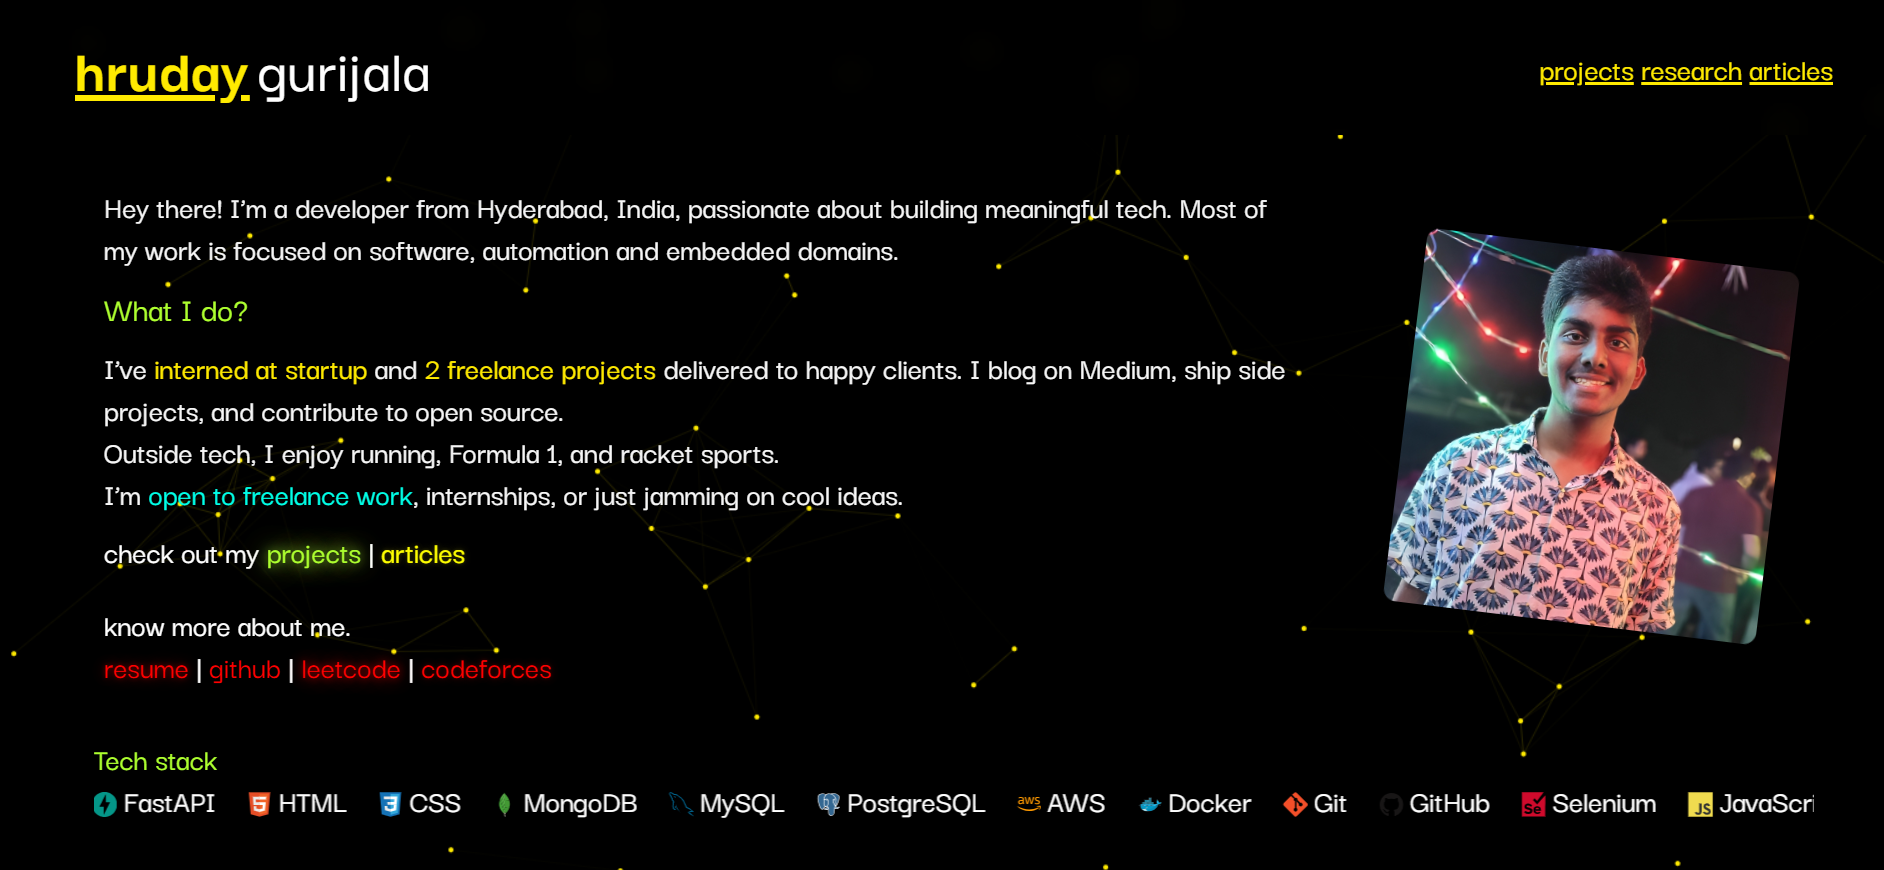 hruday gurijala
projects research articles
Hey there! I'm a developer from Hyderabad, India, passionate about building meaningful tech. Most of
my work is focused on software, automation and embedded domains.
What I do?
I've interned at startup and 2 freelance projects delivered to happy clients. I blog on Medium, ship side
projects, and contribute to open source.
Outside tech, I enjoy running, Formula 1, and racket sports.
I'm open to freelance work, internships, or just jamming on cool ideas.
check out my projects | articles
know more about me.
resume | github | leetcode | codeforces
Tech stack
FastAPI HTML CSS MongoDB MySQL PostgreSQL aws AWS Docker Git GitHub Se Selenium JS JavaScri